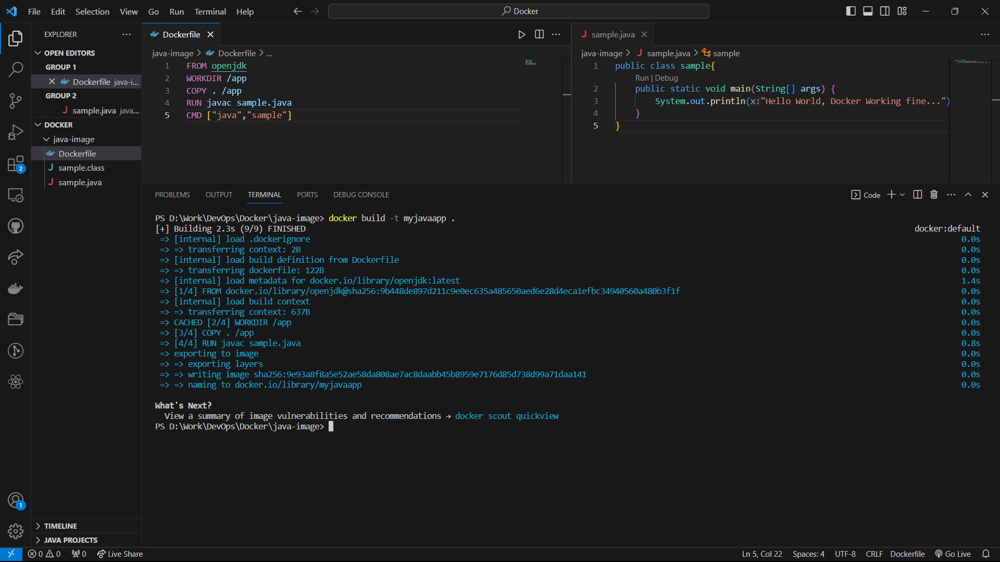 File Edit Selection View Go Run Terminal Help
Docker
EXPLORER
OPEN EDITORS
GROUP 1
Dockerfile java-i...
GROUP 2
J sample.java java...
DOCKER
java-image
Dockerfile
J sample.class
J sample.java
TIMELINE
JAVA PROJECTS
2
1
Dockerfile
java-image > Dockerfile > ...
1 FROM openjdk
2 WORKDIR /app
3 COPY . /app
4 RUN javac sample.java
5 CMD ["java","sample"]
J sample.java
java-image > J sample.java > sample
1 public class sample{
Run | Debug
2 public static void main(String[] args) {
3 System.out.println(x:"Hello World, Docker Working fine...")
4 }
5 }
PROBLEMS OUTPUT TERMINAL PORTS DEBUG CONSOLE
Code
PS D:\Work\DevOps\Docker\java-image> docker build -t myjavaapp .
[+] Building 2.3s (9/9) FINISHED docker:default
=> [internal] load .dockerignore 0.0s
=> => transferring context: 2B 0.0s
=> [internal] load build definition from Dockerfile 0.0s
=> => transferring dockerfile: 122B 0.0s
=> [internal] load metadata for docker.io/library/openjdk:latest 1.4s
=> [1/4] FROM docker.io/library/openjdk@sha256:9b448de897d211c9e0ec635a485650aed6e28d4eca1efbc34940560a480b3f1f 0.0s
=> [internal] load build context 0.0s
=> => transferring context: 637B 0.0s
=> CACHED [2/4] WORKDIR /app 0.0s
=> [3/4] COPY . /app 0.0s
=> [4/4] RUN javac sample.java 0.8s
=> exporting to image 0.0s
=> => exporting layers 0.0s
=> => writing image sha256:9e93a8f8a5e52ae58da808ae7ac8daabb45b8959e7176d85d738d99a71daa141 0.0s
=> => naming to docker.io/library/myjavaapp 0.0s
What's Next?
View a summary of image vulnerabilities and recommendations → docker scout quickview
PS D:\Work\DevOps\Docker\java-image>
0 0 0 Live Share
Ln 5, Col 22 Spaces: 4 UTF-8 CRLF Dockerfile Go Live